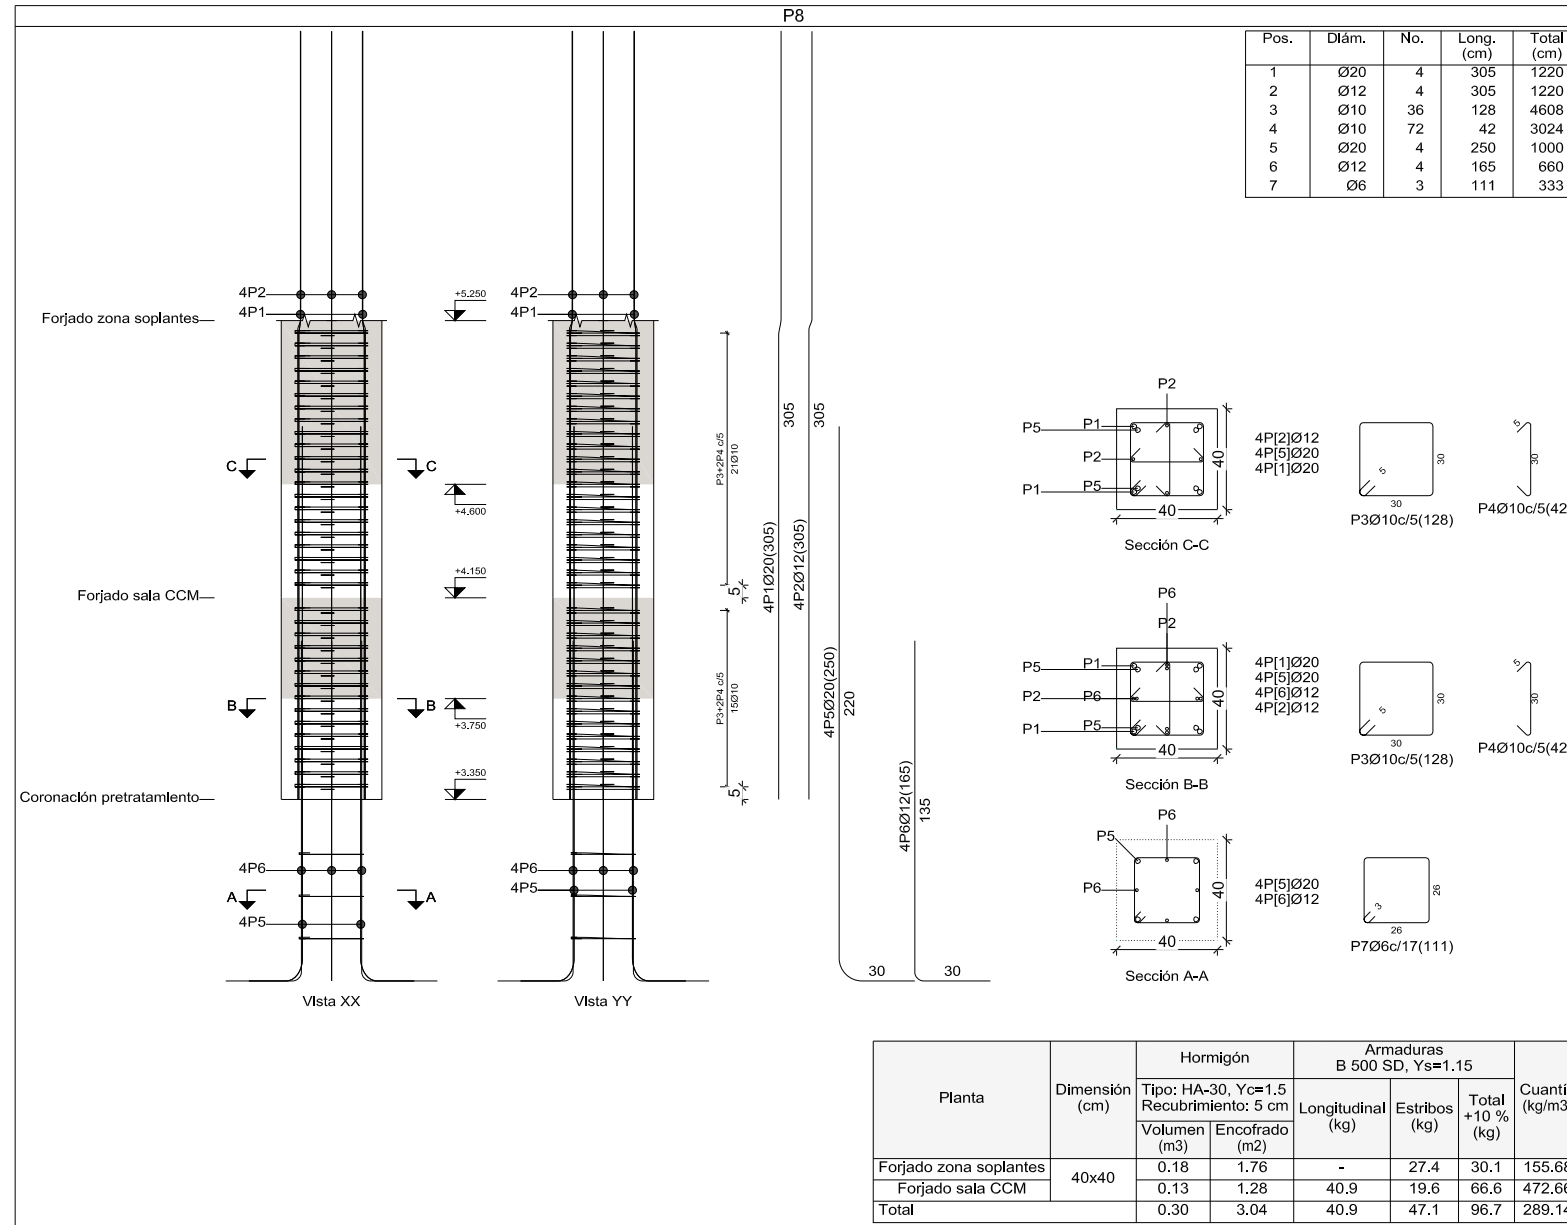 P8
Pos. Diám. No. Long. (cm) Total (cm)
1 Ø20 4 305 1220
2 Ø12 4 305 1220
3 Ø10 36 128 4608
4 Ø10 72 42 3024
5 Ø20 4 250 1000
6 Ø12 4 165 660
7 Ø6 3 111 333
4P2
4P1
Forjado zona soplantes
+5.250
4P2
4P1
C C
+4.600
+4.150
Forjado sala CCM
B B
+3.750
+3.350
Coronación pretratamiento
4P6
A A
4P5
Vista XX
4P6
4P5
Vista YY
P3+2P4 c/5
21Ø10
5
P3+2P4 c/5
15Ø10
5
4P1Ø20(305)
305
4P2Ø12(305)
305
4P5Ø20(250)
220
30
4P6Ø12(165)
135
30
P2
P5 P1
P2
P1 P5
40
40
Sección C-C
4P[2]Ø12
4P[5]Ø20
4P[1]Ø20
5
30
30
P3Ø10c/5(128)
5
30
P4Ø10c/5(42
P6
P2
P5 P1
P2 P6
P1 P5
40
40
Sección B-B
4P[1]Ø20
4P[5]Ø20
4P[6]Ø12
4P[2]Ø12
5
30
30
P3Ø10c/5(128)
5
30
P4Ø10c/5(42
P6
P5
P6
40
40
Sección A-A
4P[5]Ø20
4P[6]Ø12
3
26
26
P7Ø6c/17(111)
Planta
Dimensión (cm)
Hormigón
Tipo: HA-30, Yc=1.5
Recubrimiento: 5 cm
Volumen (m3)
Encofrado (m2)
Armaduras
B 500 SD, Ys=1.15
Longitudinal (kg)
Estribos (kg)
Total +10 % (kg)
Cuantí
(kg/m3
Forjado zona soplantes 40x40 0.18 1.76 - 27.4 30.1 155.68
Forjado sala CCM 0.13 1.28 40.9 19.6 66.6 472.66
Total 0.30 3.04 40.9 47.1 96.7 289.14